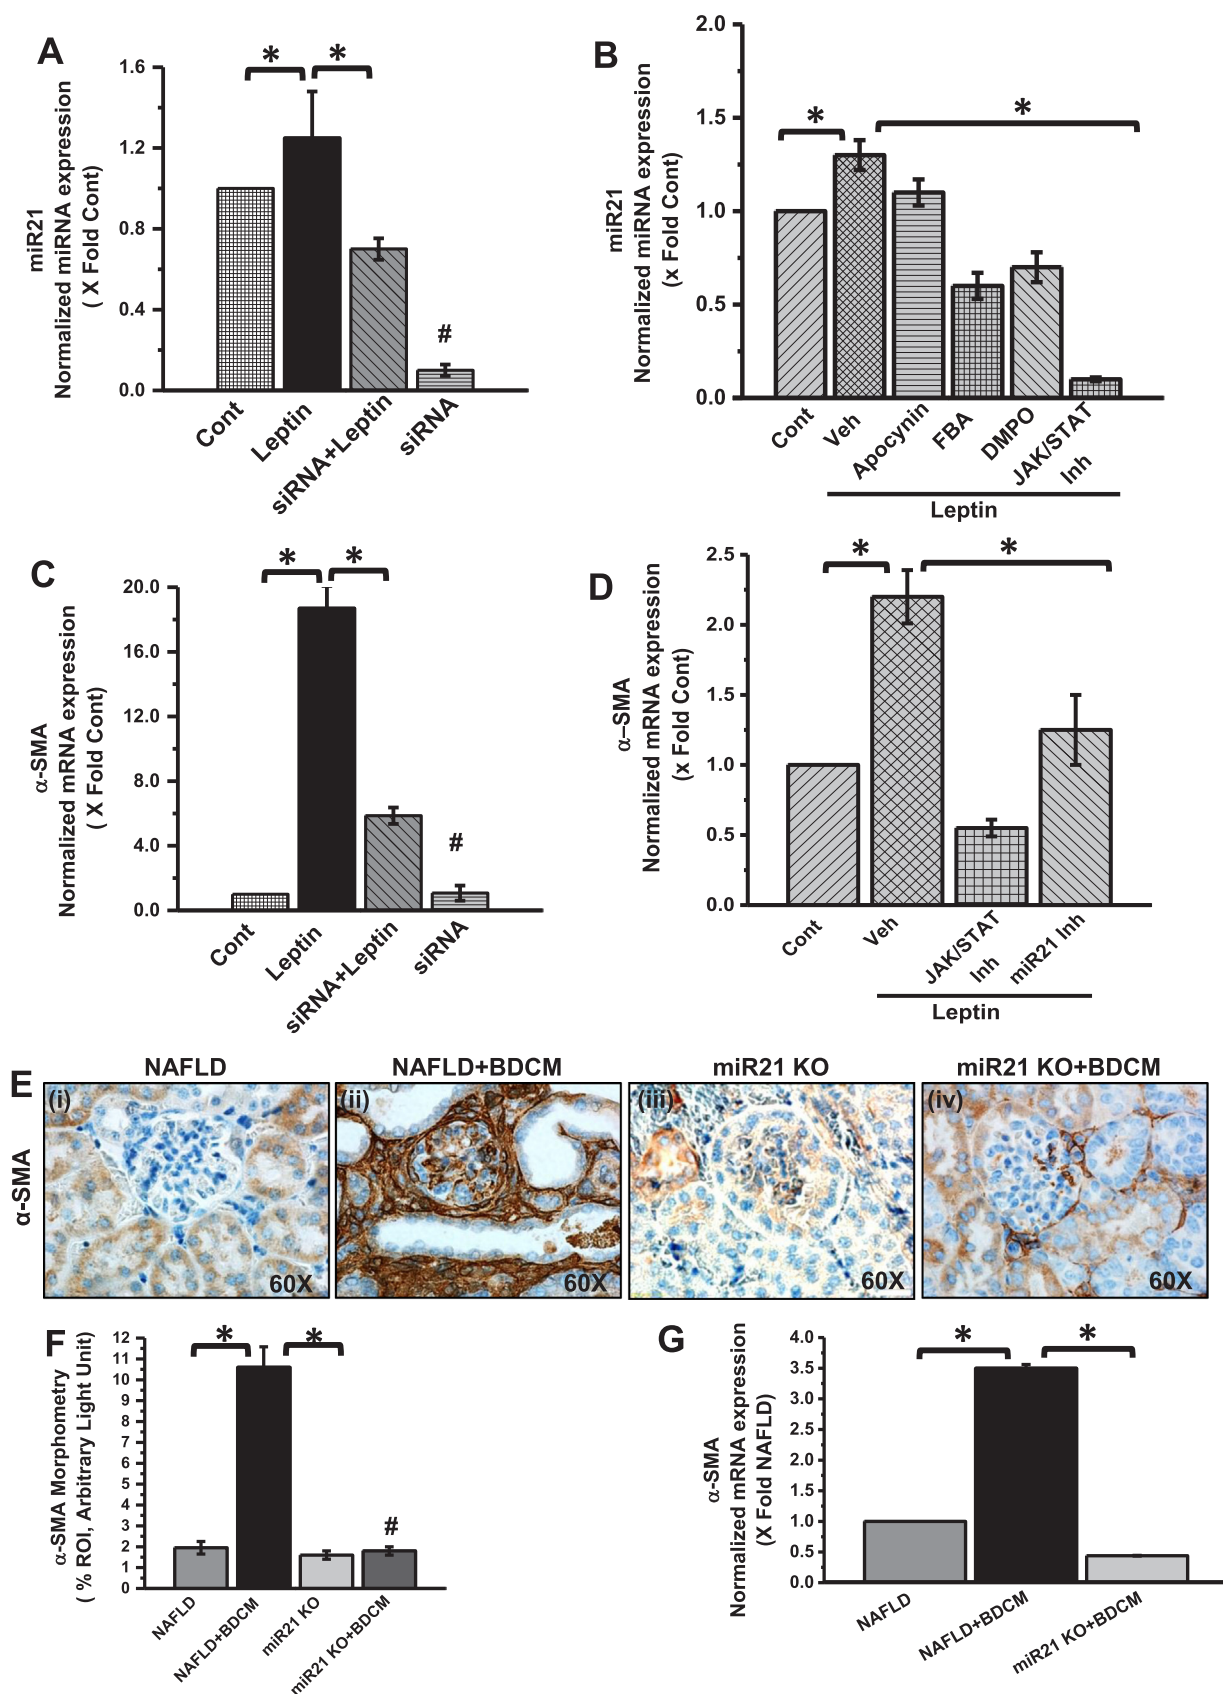 A
miR21
Normalized miRNA expression
( X Fold Cont)
1.6
1.2
0.8
0.4
0.0
*
*
#
Cont
Leptin
siRNA+Leptin
siRNA
B
miR21
Normalized miRNA expression
(x Fold Cont)
2.0
1.5
1.0
0.5
0.0
*
*
Cont
Veh
Apocynin
FBA
DMPO
JAK/STAT
Inh
Leptin
C
α-SMA
Normalized mRNA expression
( X Fold Cont)
20.0
16.0
12.0
8.0
4.0
0.0
*
*
#
Cont
Leptin
siRNA+Leptin
siRNA
D
α–SMA
Normalized mRNA expression
(x Fold Cont)
2.5
2.0
1.5
1.0
0.5
0.0
*
*
Cont
Veh
JAK/STAT
Inh
miR21 Inh
Leptin
E
α-SMA
NAFLD
NAFLD+BDCM
miR21 KO
miR21 KO+BDCM
(i)
60X
(ii)
60X
(iii)
60X
(iv)
60X
F
α-SMA Morphometry
( % ROI, Arbitrary Light Unit)
12
11
10
9
8
7
6
5
4
3
2
1
0
*
*
#
NAFLD
NAFLD+BDCM
miR21 KO
miR21 KO+BDCM
G
α-SMA
Normalized mRNA expression
(X Fold NAFLD)
4.0
3.5
3.0
2.5
2.0
1.5
1.0
0.5
0.0
*
*
NAFLD
NAFLD+BDCM
miR21 KO+BDCM